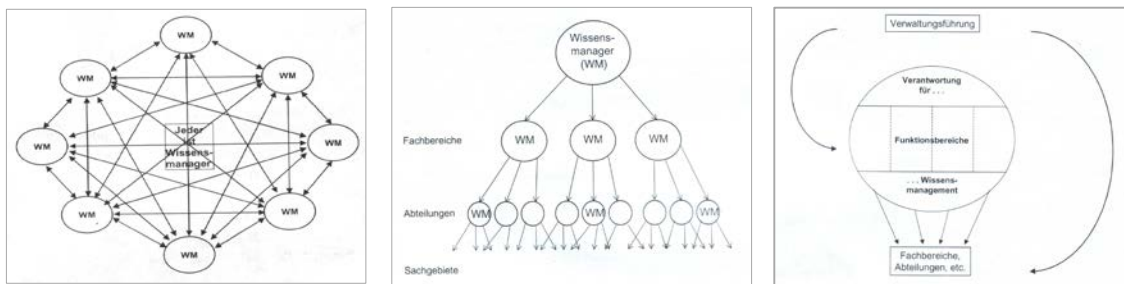 WM
WM
WM
WM
Jeder
ist
Wissens-
manager
WM
WM
WM
WM
Wissens-
manager
(WM)
Fachbereiche
WM
WM
WM
Abteilungen
WM
WM
WM
Sachgebiete
Verwaltungsführung
Verantwortung
für . . .
Funktionsbereiche
. . . Wissens-
management
Fachbereiche,
Abteilungen, etc.